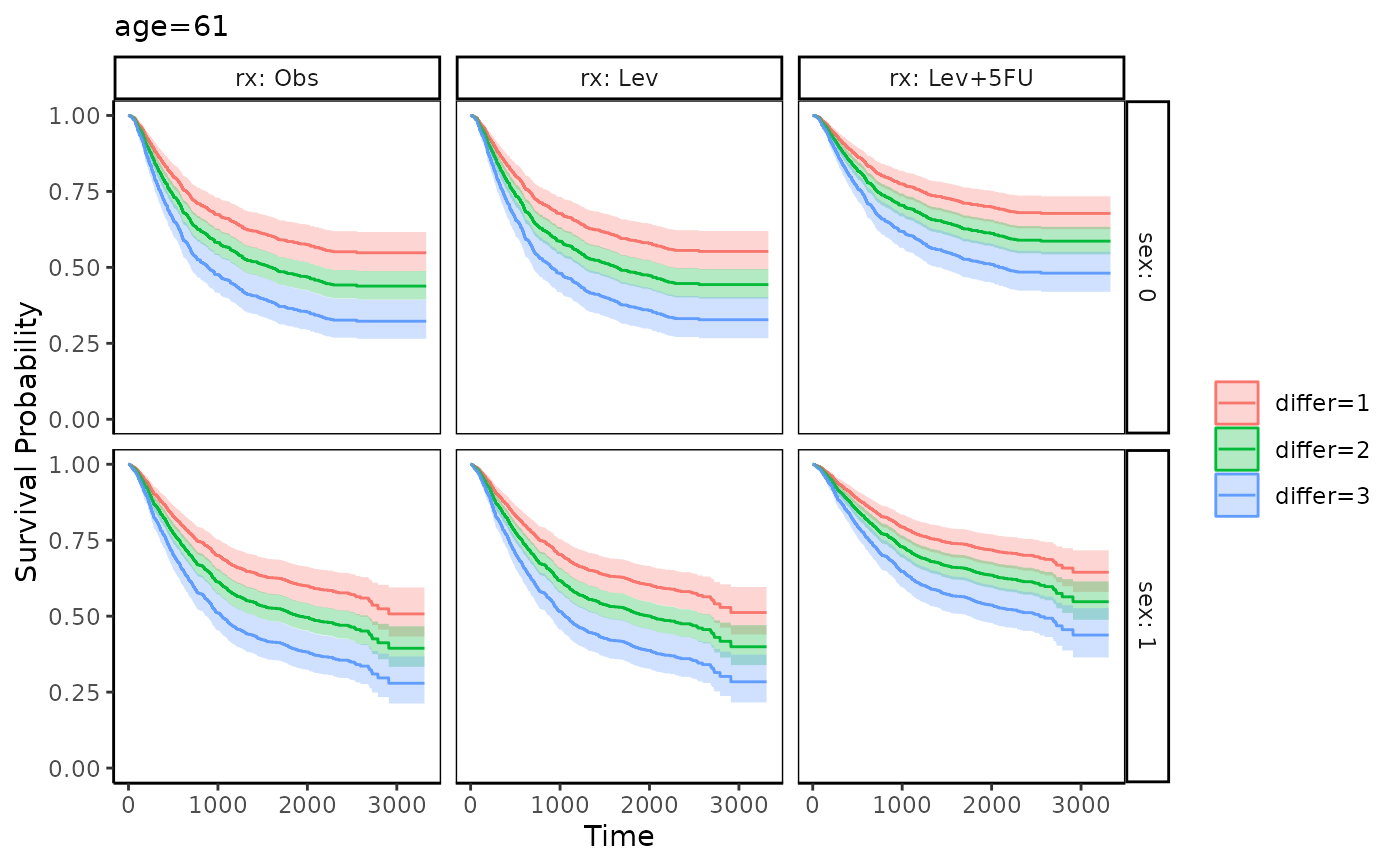 age=61
rx: Obs
rx: Lev
rx: Lev+5FU
1.00
0.75
0.50
0.25
0.00
sex: 0
1.00
0.75
0.50
0.25
0.00
sex: 1
Survival Probability
0 1000 2000 3000
0 1000 2000 3000
0 1000 2000 3000
Time
differ=1
differ=2
differ=3